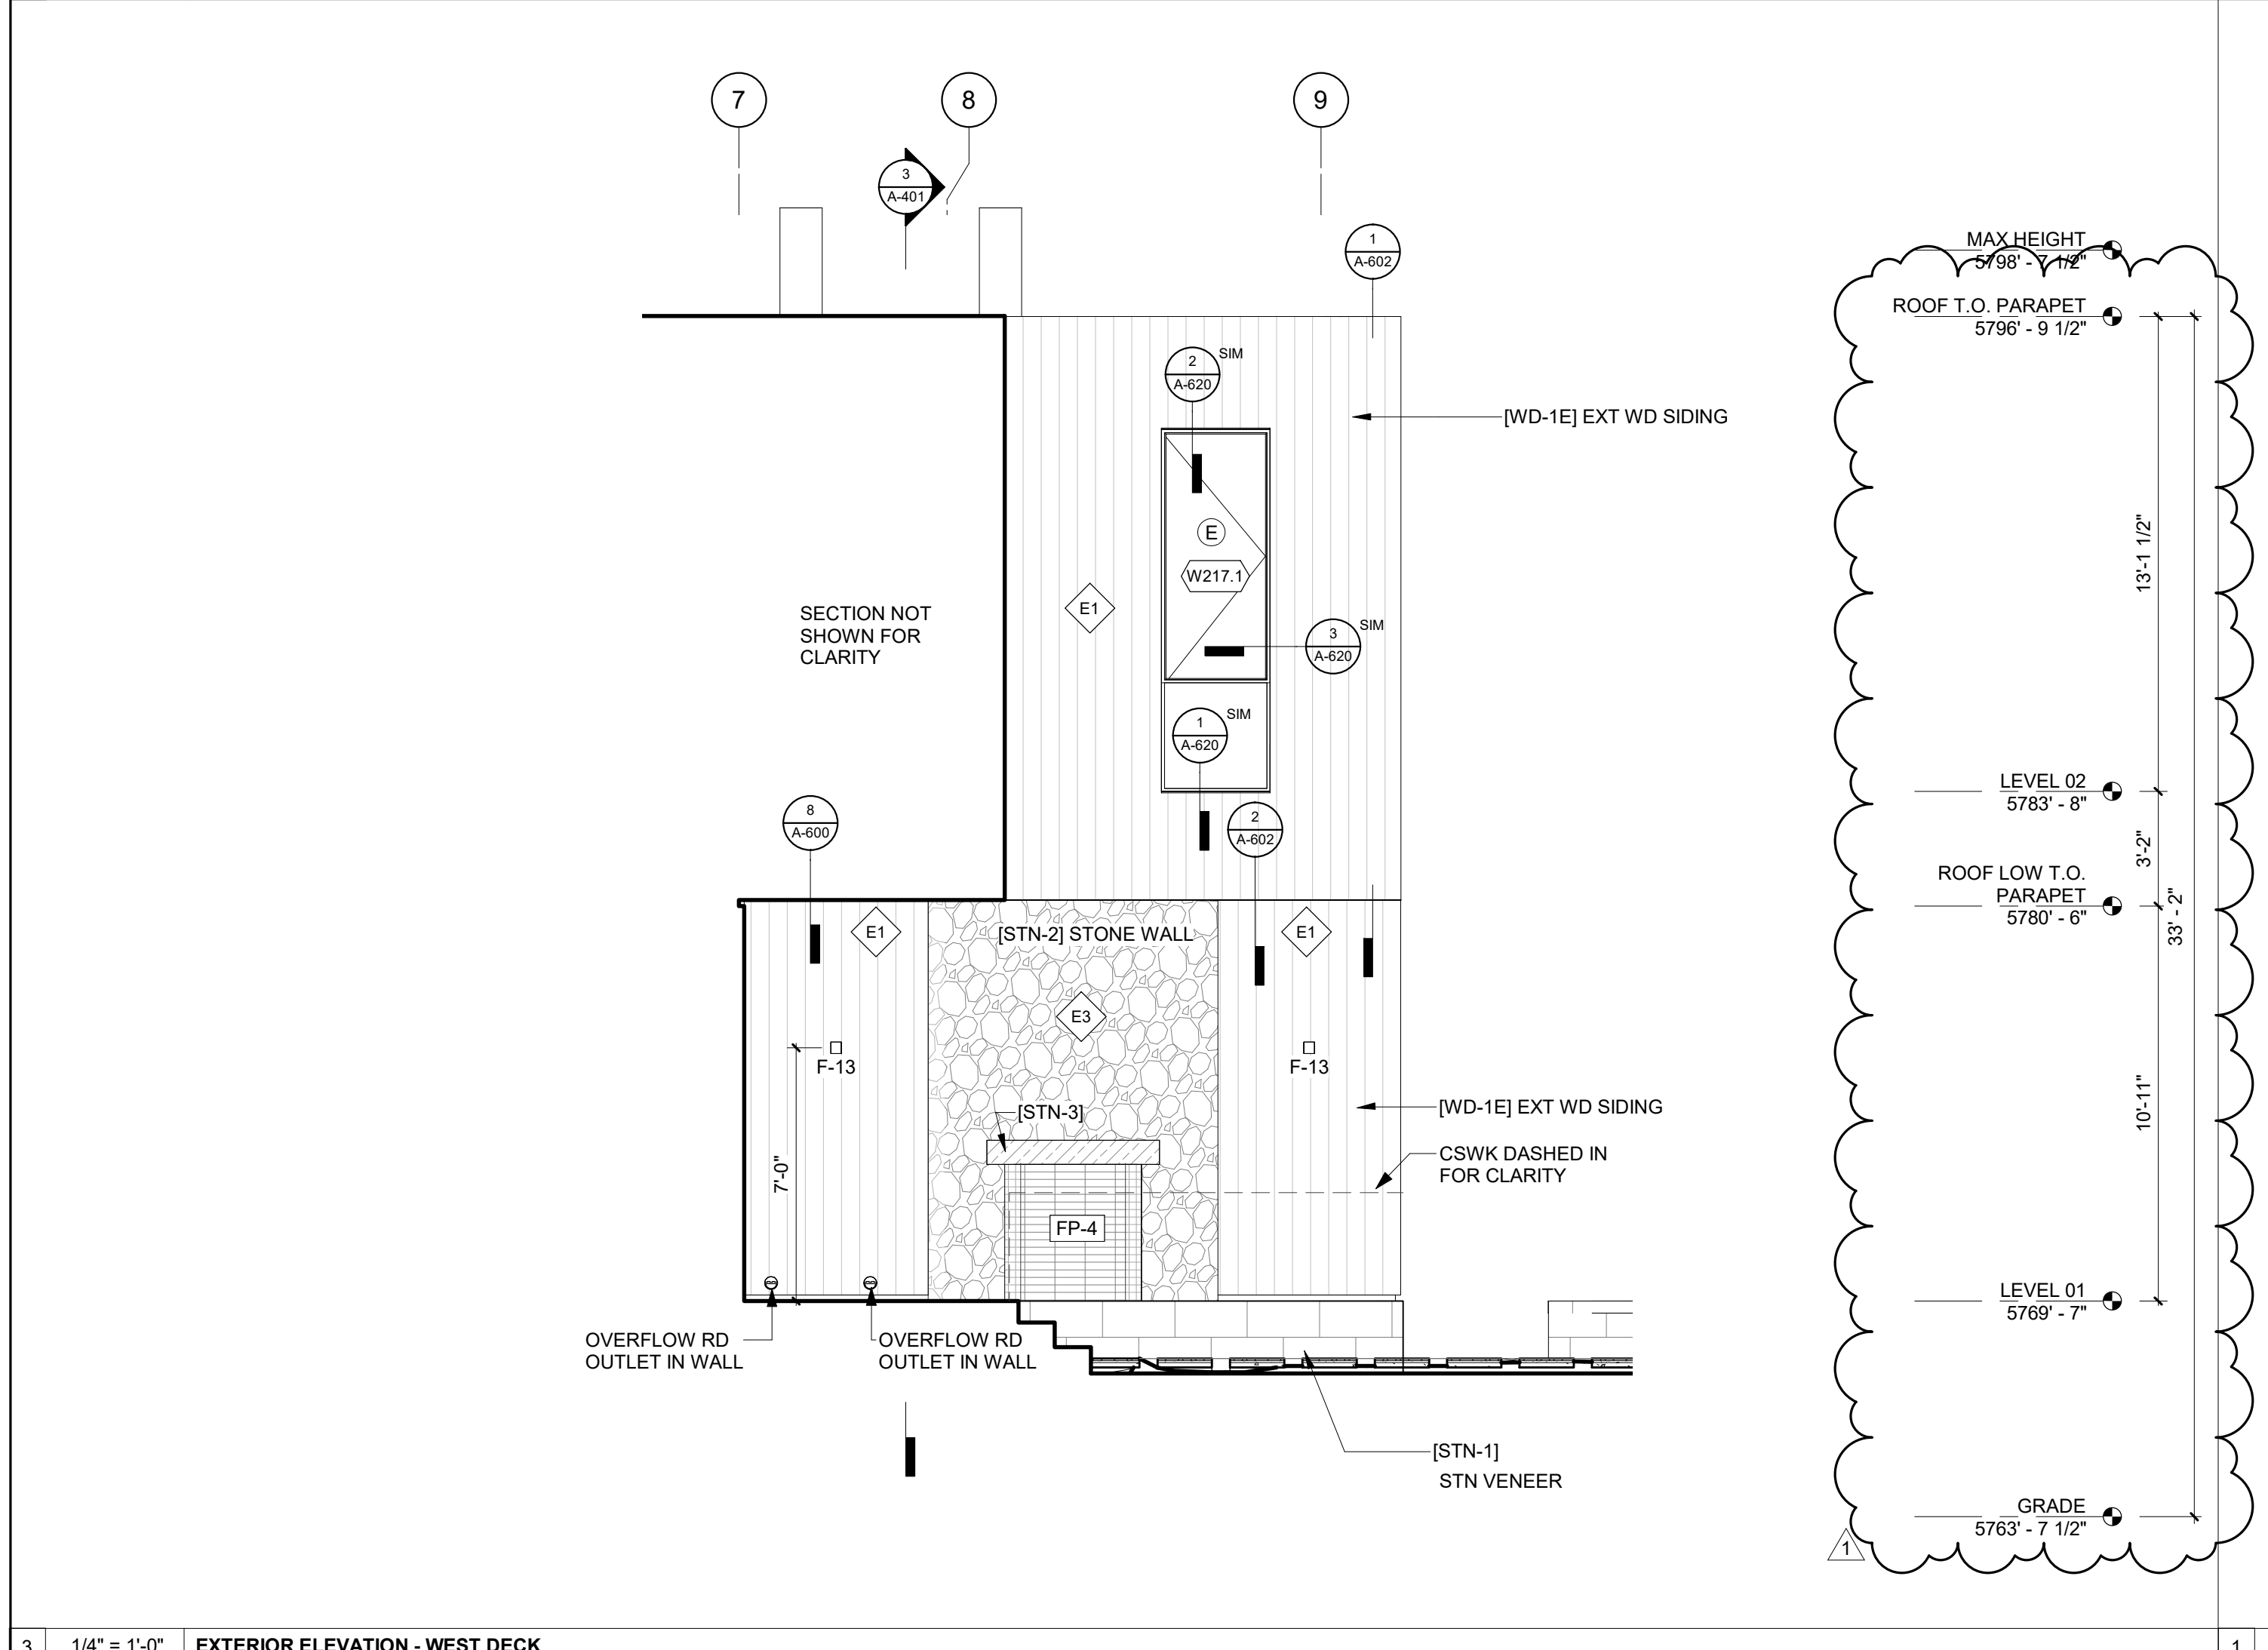 7
8
9
3
A-401
1
A-602
MAX HEIGHT
5798' - 7 1/2"
ROOF T.O. PARAPET
5796' - 9 1/2"
2
SIM
A-620
[WD-1E] EXT WD SIDING
E
W217.1
13'-1 1/2"
E1
SECTION NOT
SHOWN FOR
CLARITY
3
SIM
A-620
1
SIM
A-620
LEVEL 02
5783' - 8"
8
A-600
2
A-602
3'-2"
ROOF LOW T.O.
PARAPET
5780' - 6"
33' - 2"
E1
[STN-2] STONE WALL
E1
E3
F-13
F-13
[STN-3]
[WD-1E] EXT WD SIDING
10'-11"
CSWK DASHED IN
FOR CLARITY
7'-0"
FP-4
LEVEL 01
5769' - 7"
OVERFLOW RD
OUTLET IN WALL
OVERFLOW RD
OUTLET IN WALL
[STN-1]
STN VENEER
GRADE
5763' - 7 1/2"
1
3
1/4" = 1'-0"
EXTERIOR ELEVATION - WEST DECK
1